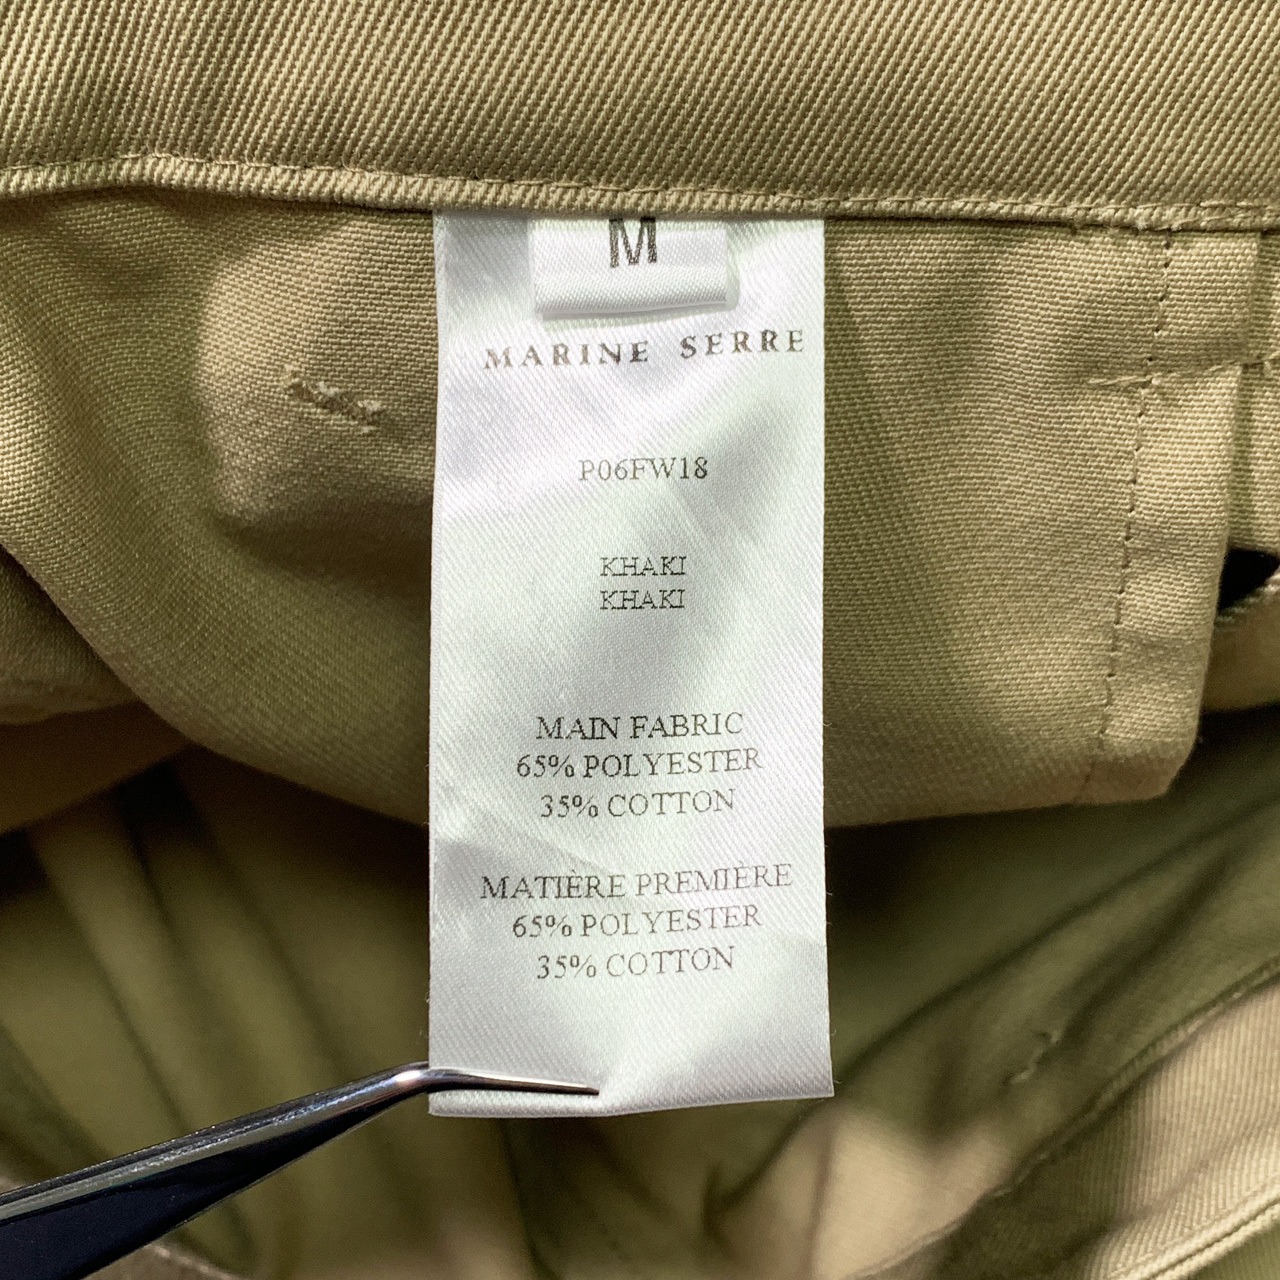 M
MARINE SERRE
P06FW18
KHAKI
KHAKI
MAIN FABRIC
65% POLYESTER
35% COTTON
MATIÈRE PREMIÈRE
65% POLYESTER
35% COTTON